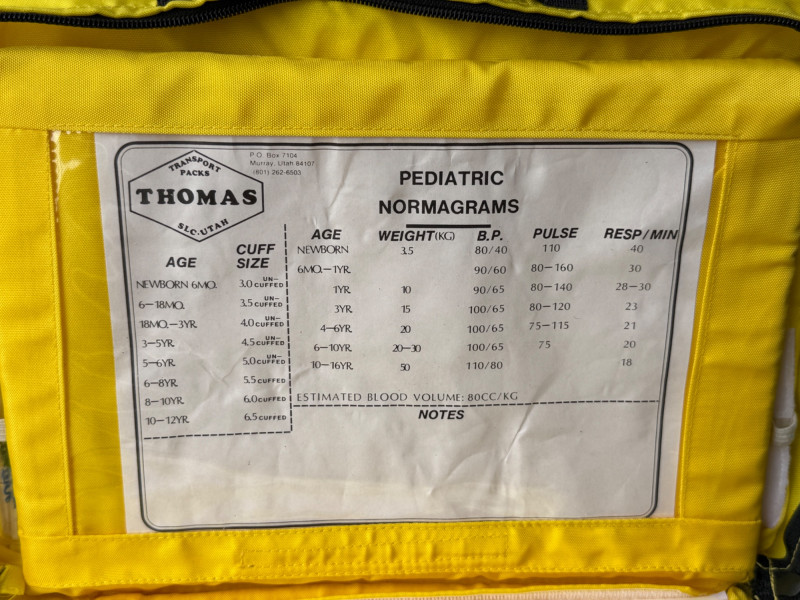 TRANSPORT
PACKS
THOMAS
SLC.UTAH
P.O. Box 7104
Murray, Utah 84107
(801) 262-6503
PEDIATRIC
NORMAGRAMS
AGE CUFF SIZE
NEWBORN 6MO. 3.0 UN-CUFFED
6-18MO. 3.5 UN-CUFFED
18MO.-3YR. 4.0 UN-CUFFED
3-5YR. 4.5 UN-CUFFED
5-6YR. 5.0 UN-CUFFED
6-8YR. 5.5 CUFFED
8-10YR. 6.0 CUFFED
10-12YR. 6.5 CUFFED
AGE WEIGHT(KG) B.P. PULSE RESP/MIN
NEWBORN 3.5 80/40 110 40
6MO.-1YR. 90/60 80-160 30
1YR. 10 90/65 80-140 28-30
3YR. 15 100/65 80-120 23
4-6YR. 20 100/65 75-115 21
6-10YR. 20-30 100/65 75 20
10-16YR. 50 110/80 18
ESTIMATED BLOOD VOLUME: 80CC/KG
NOTES